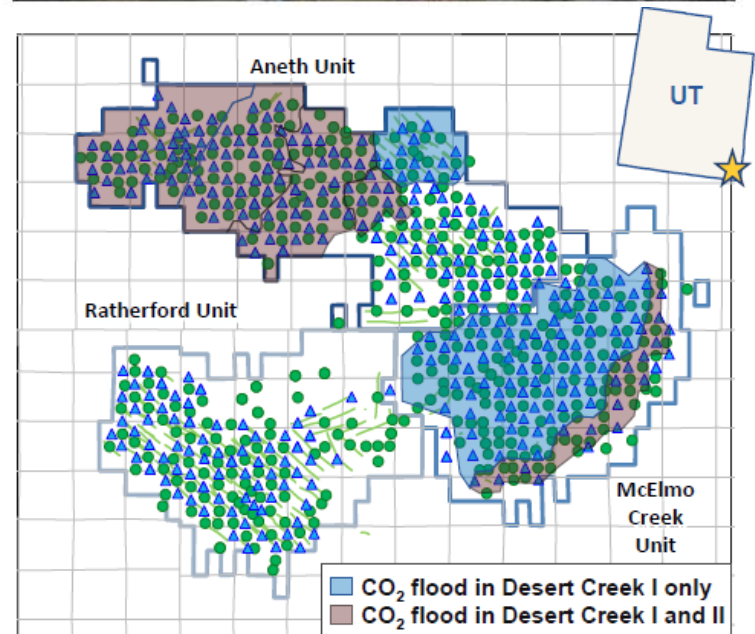 Aneth Unit
UT
Ratherford Unit
McElmo
Creek
Unit
CO₂ flood in Desert Creek I only
CO₂ flood in Desert Creek I and II